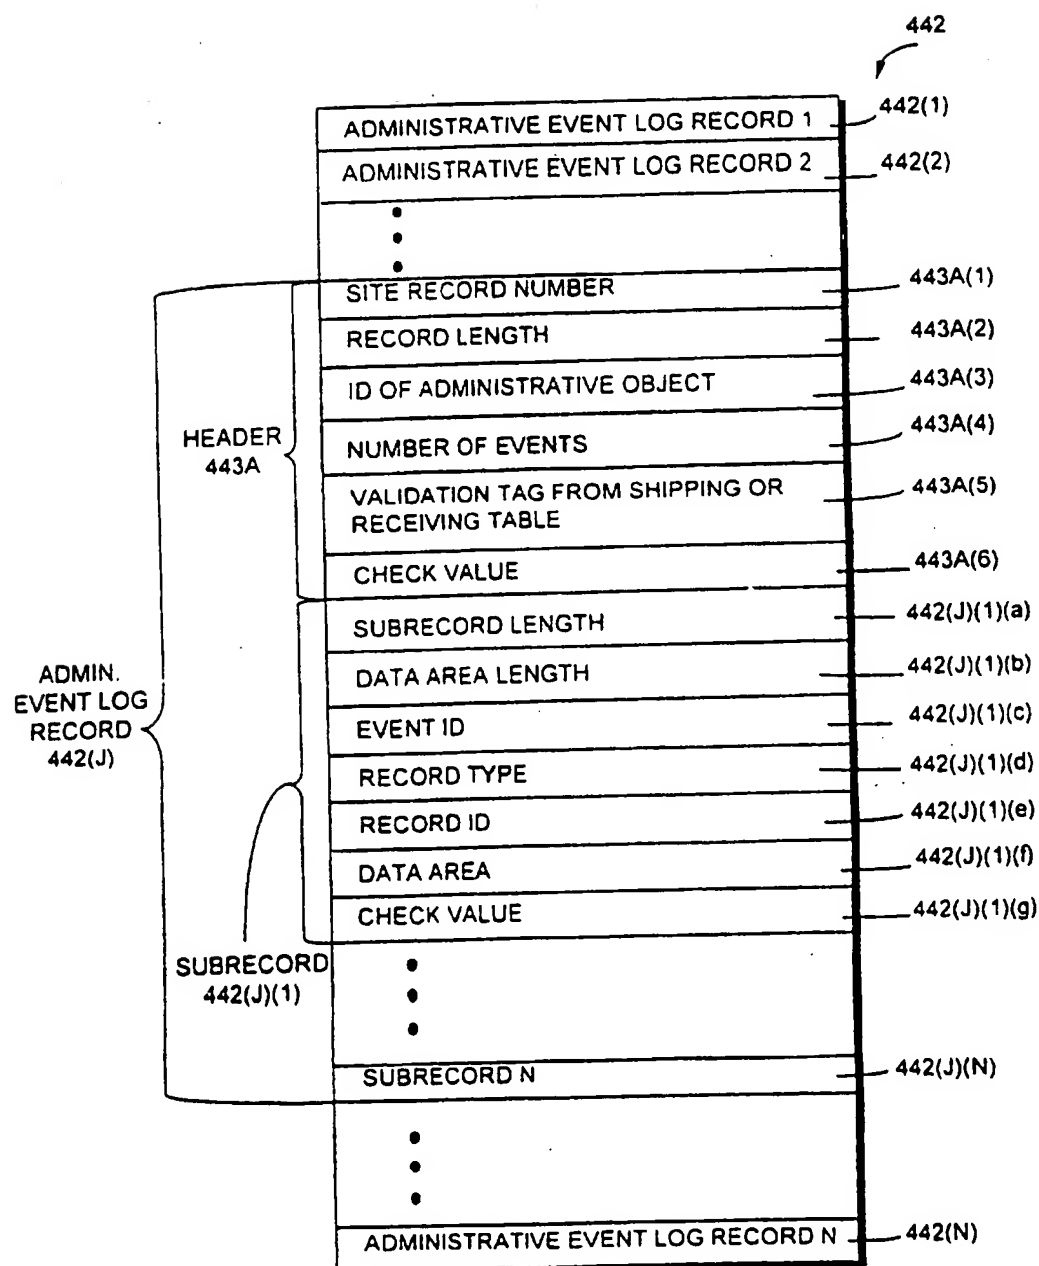 442
ADMINISTRATIVE EVENT LOG RECORD 1
442(1)
ADMINISTRATIVE EVENT LOG RECORD 2
442(2)
SITE RECORD NUMBER
443A(1)
RECORD LENGTH
443A(2)
ID OF ADMINISTRATIVE OBJECT
443A(3)
HEADER
443A
NUMBER OF EVENTS
443A(4)
VALIDATION TAG FROM SHIPPING OR
RECEIVING TABLE
443A(5)
CHECK VALUE
443A(6)
SUBRECORD LENGTH
442(J)(1)(a)
ADMIN.
EVENT LOG
RECORD
442(J)
DATA AREA LENGTH
442(J)(1)(b)
EVENT ID
442(J)(1)(c)
RECORD TYPE
442(J)(1)(d)
RECORD ID
442(J)(1)(e)
DATA AREA
442(J)(1)(f)
CHECK VALUE
442(J)(1)(g)
SUBRECORD
442(J)(1)
SUBRECORD N
442(J)(N)
ADMINISTRATIVE EVENT LOG RECORD N
442(N)